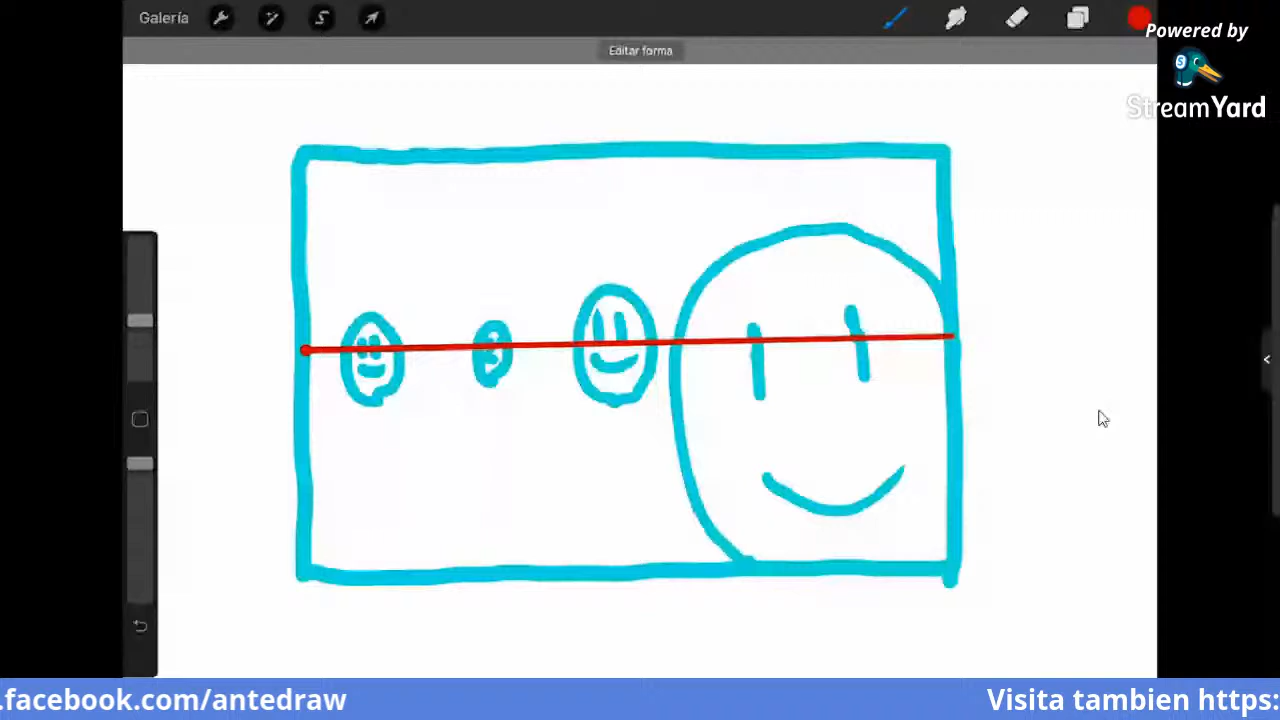 Galería
Powered by
Editar forma
StreamYard
.facebook.com/antedraw
Visita tambien https: